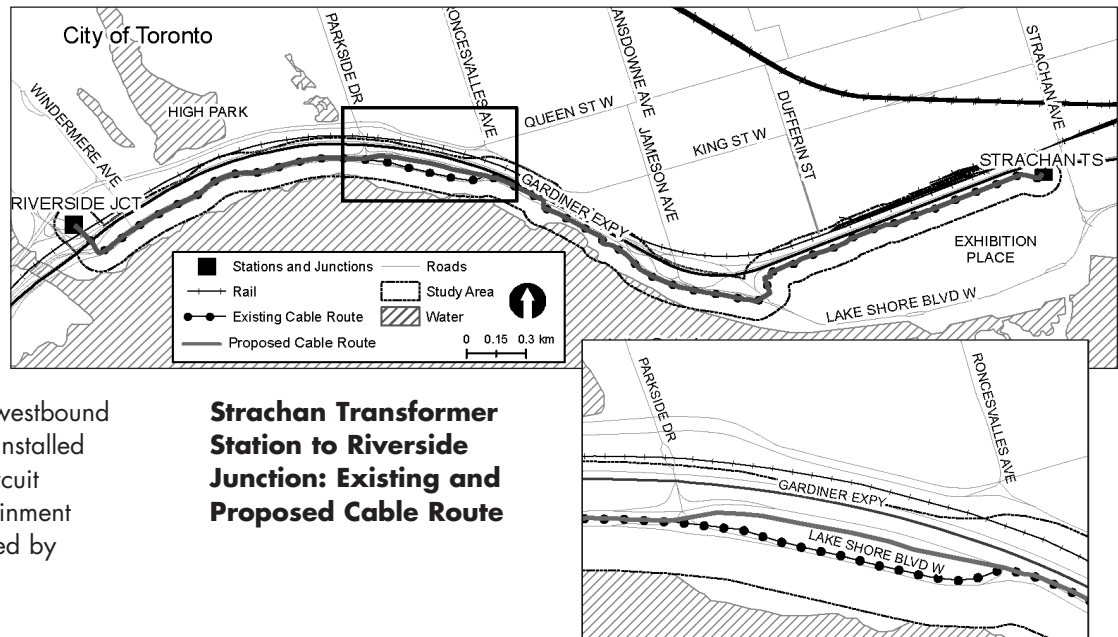 City of Toronto
PARKSIDE DR
RONCESVALLES AVE
LANSDOWNE AVE
STRACHAN AVE
WINDERMERE AVE
HIGH PARK
QUEEN ST W
DUFFERIN ST
KING ST W
JAMESON AVE
STRACHAN TS
RIVERSIDE JCT
GARDINER EXPY
EXHIBITION
PLACE
LAKE SHORE BLVD W
Stations and Junctions
Roads
Rail
Study Area
Existing Cable Route
Water
Proposed Cable Route
0 0.15 0.3 km
westbound
installed
Strachan Transformer
Station to Riverside
Junction: Existing and
Proposed Cable Route
PARKSIDE DR
RONCESVALLES AVE
GARDINER EXPY
LAKE SHORE BLVD W